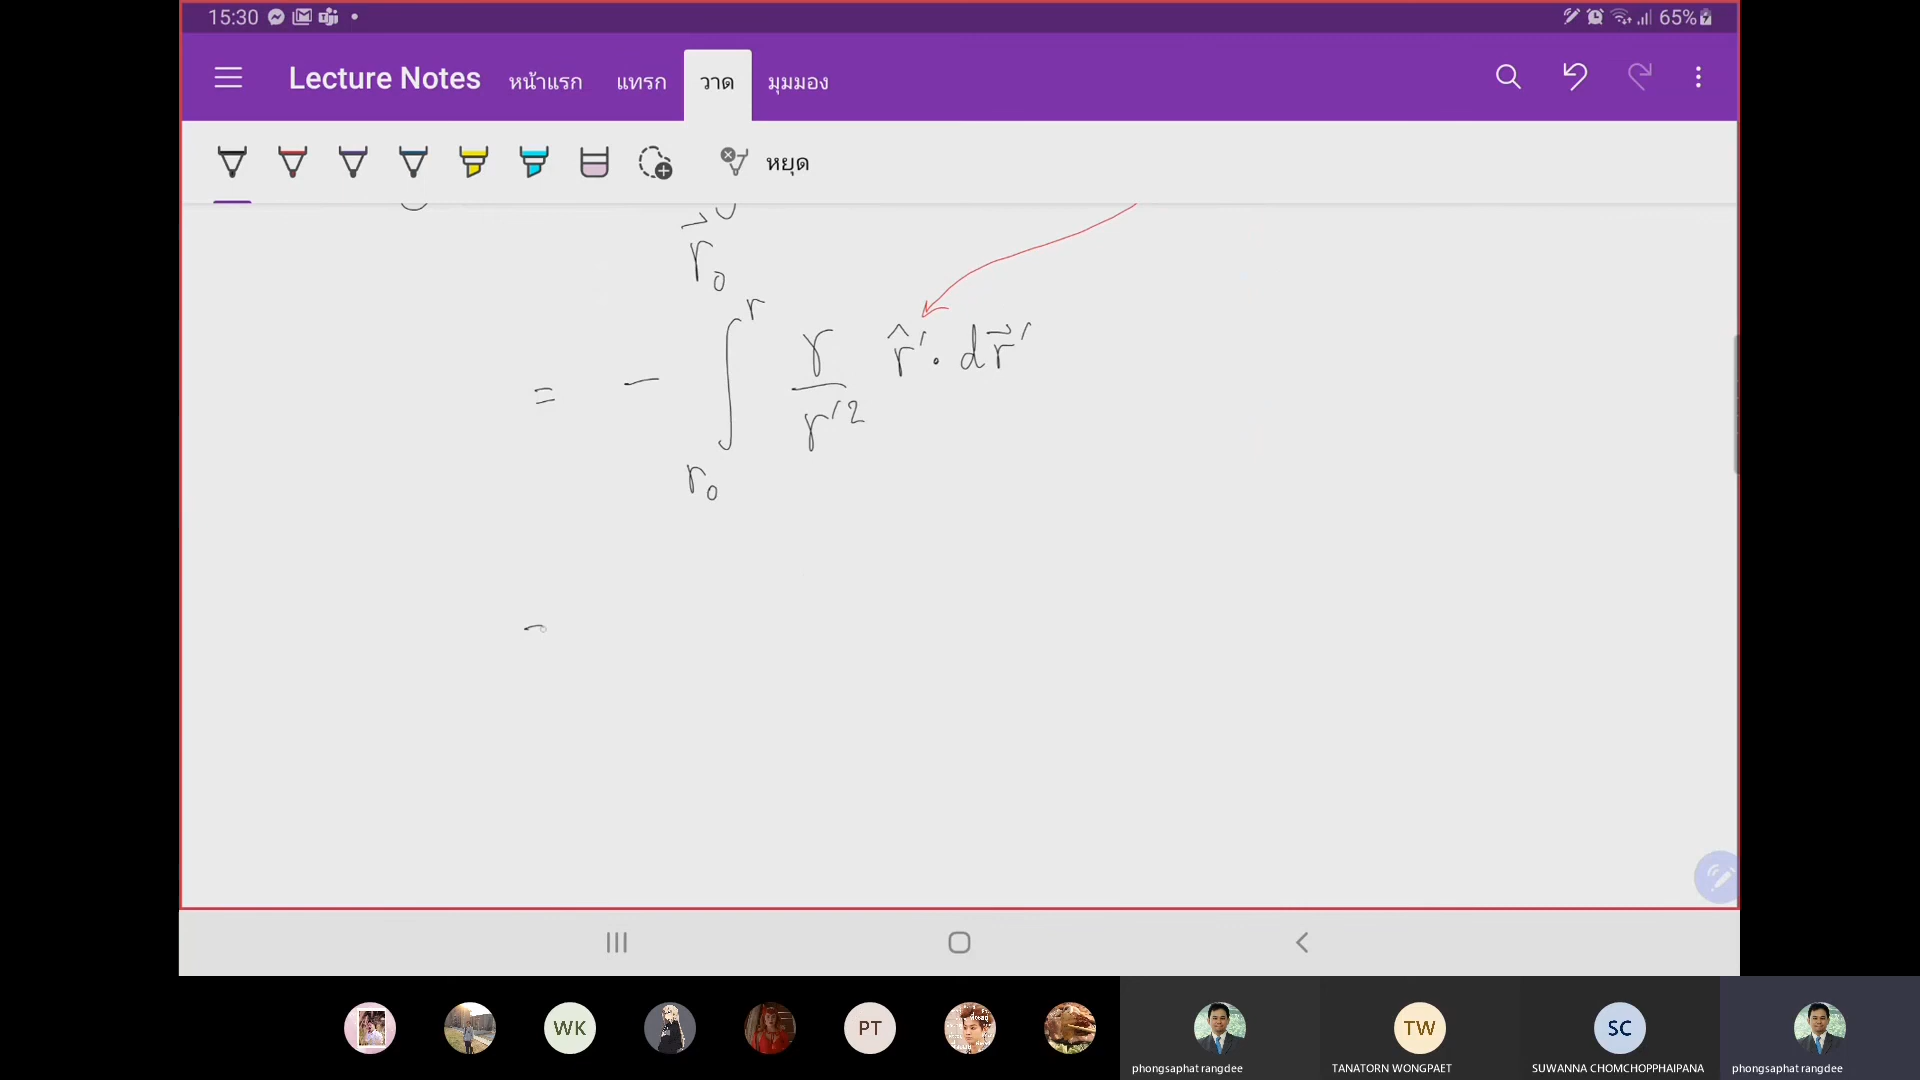 15:30
65%
Lecture Notes หน้าแรก แทรก วาด มุมมอง
หยุด
r⃗₀
= − ∫ᵣ₀ʳ γ/r′² r̂′ · dr⃗′
WK
PT
TW
SC
phongsaphat rangdee
TANATORN WONGPAET
SUWANNA CHOMCHOPPHAIPANA
phongsaphat rangdee